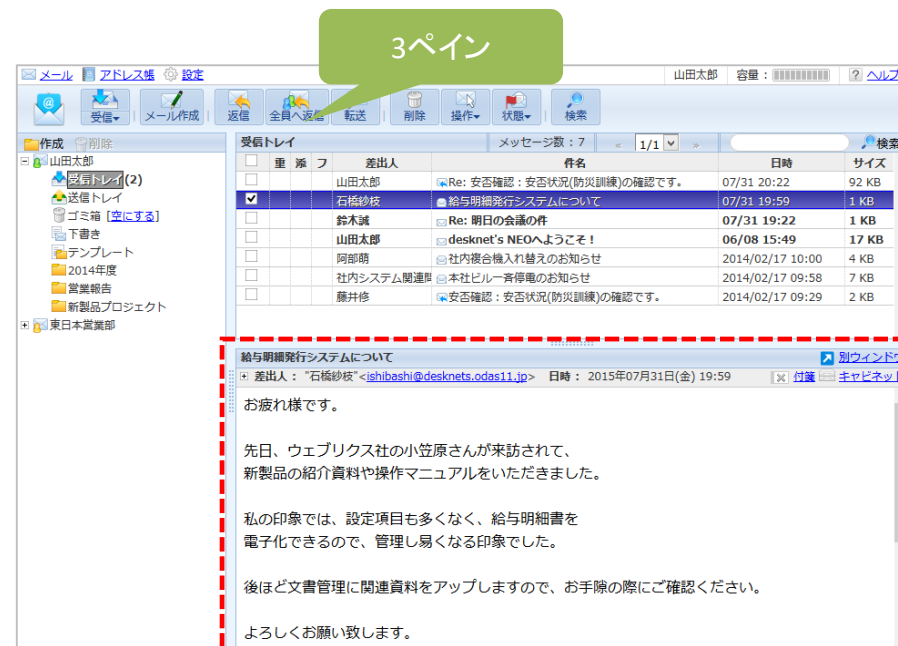 3ペイン
メール アドレス帳 設定 山田太郎 容量： ? ヘルプ
受信 メール作成 返信 全員へ返信 転送 削除 操作 状態 検索
作成 削除 受信トレイ メッセージ数：7 « 1/1 » 検索
山田太郎
受信トレイ(2)
送信トレイ
ゴミ箱 [空にする]
下書き
テンプレート
2014年度
営業報告
新製品プロジェクト
東日本営業部
重 添 フ 差出人 件名 日時 サイズ
山田太郎 Re: 安否確認：安否状況(防災訓練)の確認です。 07/31 20:22 92 KB
石橋紗枝 給与明細発行システムについて 07/31 19:59 1 KB
鈴木誠 Re: 明日の会議の件 07/31 19:22 1 KB
山田太郎 desknet's NEOへようこそ！ 06/08 15:49 17 KB
阿部萌 社内複合機入れ替えのお知らせ 2014/02/17 10:00 4 KB
社内システム関連 本社ビル一斉停電のお知らせ 2014/02/17 09:58 7 KB
藤井修 安否確認：安否状況(防災訓練)の確認です。 2014/02/17 09:29 2 KB
給与明細発行システムについて 別ウィンドウ
差出人： "石橋紗枝"<ishibashi@desknets.odas11.jp> 日時： 2015年07月31日(金) 19:59 付箋 キャビネット
お疲れ様です。
先日、ウェブリクス社の小笠原さんが来訪されて、
新製品の紹介資料や操作マニュアルをいただきました。
私の印象では、設定項目も多くなく、給与明細書を
電子化できるので、管理し易くなる印象でした。
後ほど文書管理に関連資料をアップしますので、お手隙の際にご確認ください。
よろしくお願い致します。